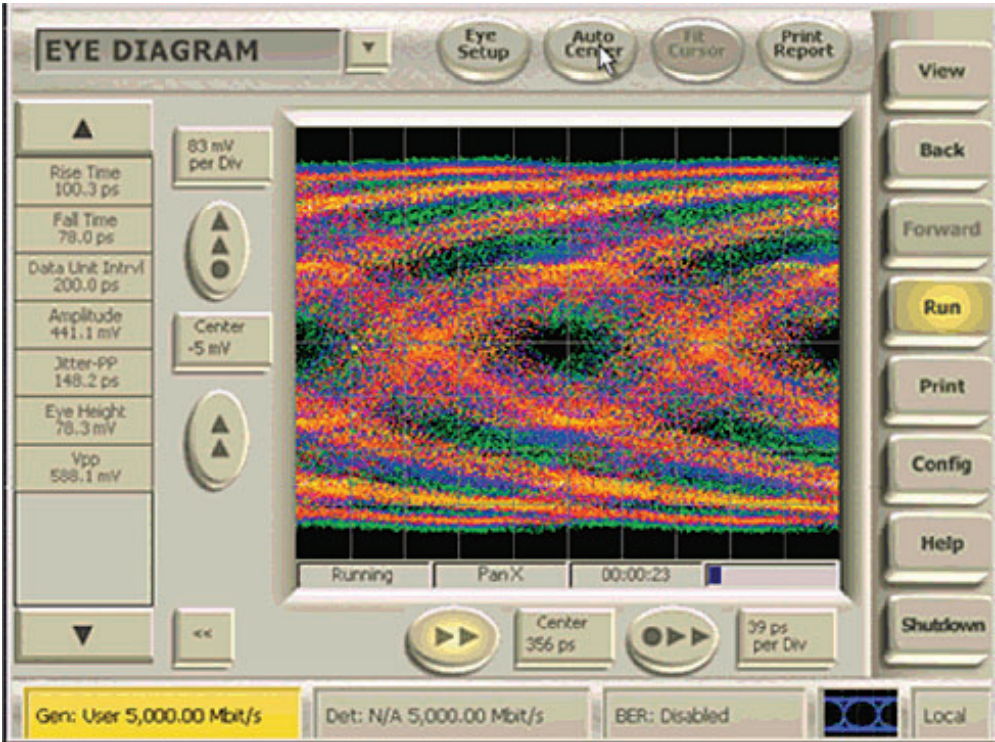 EYE DIAGRAM
Eye
Setup
Auto
Center
Fit
Cursor
Print
Report
View
Back
Forward
Run
Print
Config
Help
Shutdown
Rise Time
100.3 ps
Fall Time
78.0 ps
Data Unit Intrvl
200.0 ps
Amplitude
441.1 mV
Jitter-PP
148.2 ps
Eye Height
78.3 mV
Vpp
588.1 mV
83 mV
per Div
Center
-5 mV
<<
Running
Pan X
00:00:23
Center
356 ps
39 ps
per Div
Gen: User 5,000.00 Mbit/s
Det: N/A 5,000.00 Mbit/s
BER: Disabled
Local